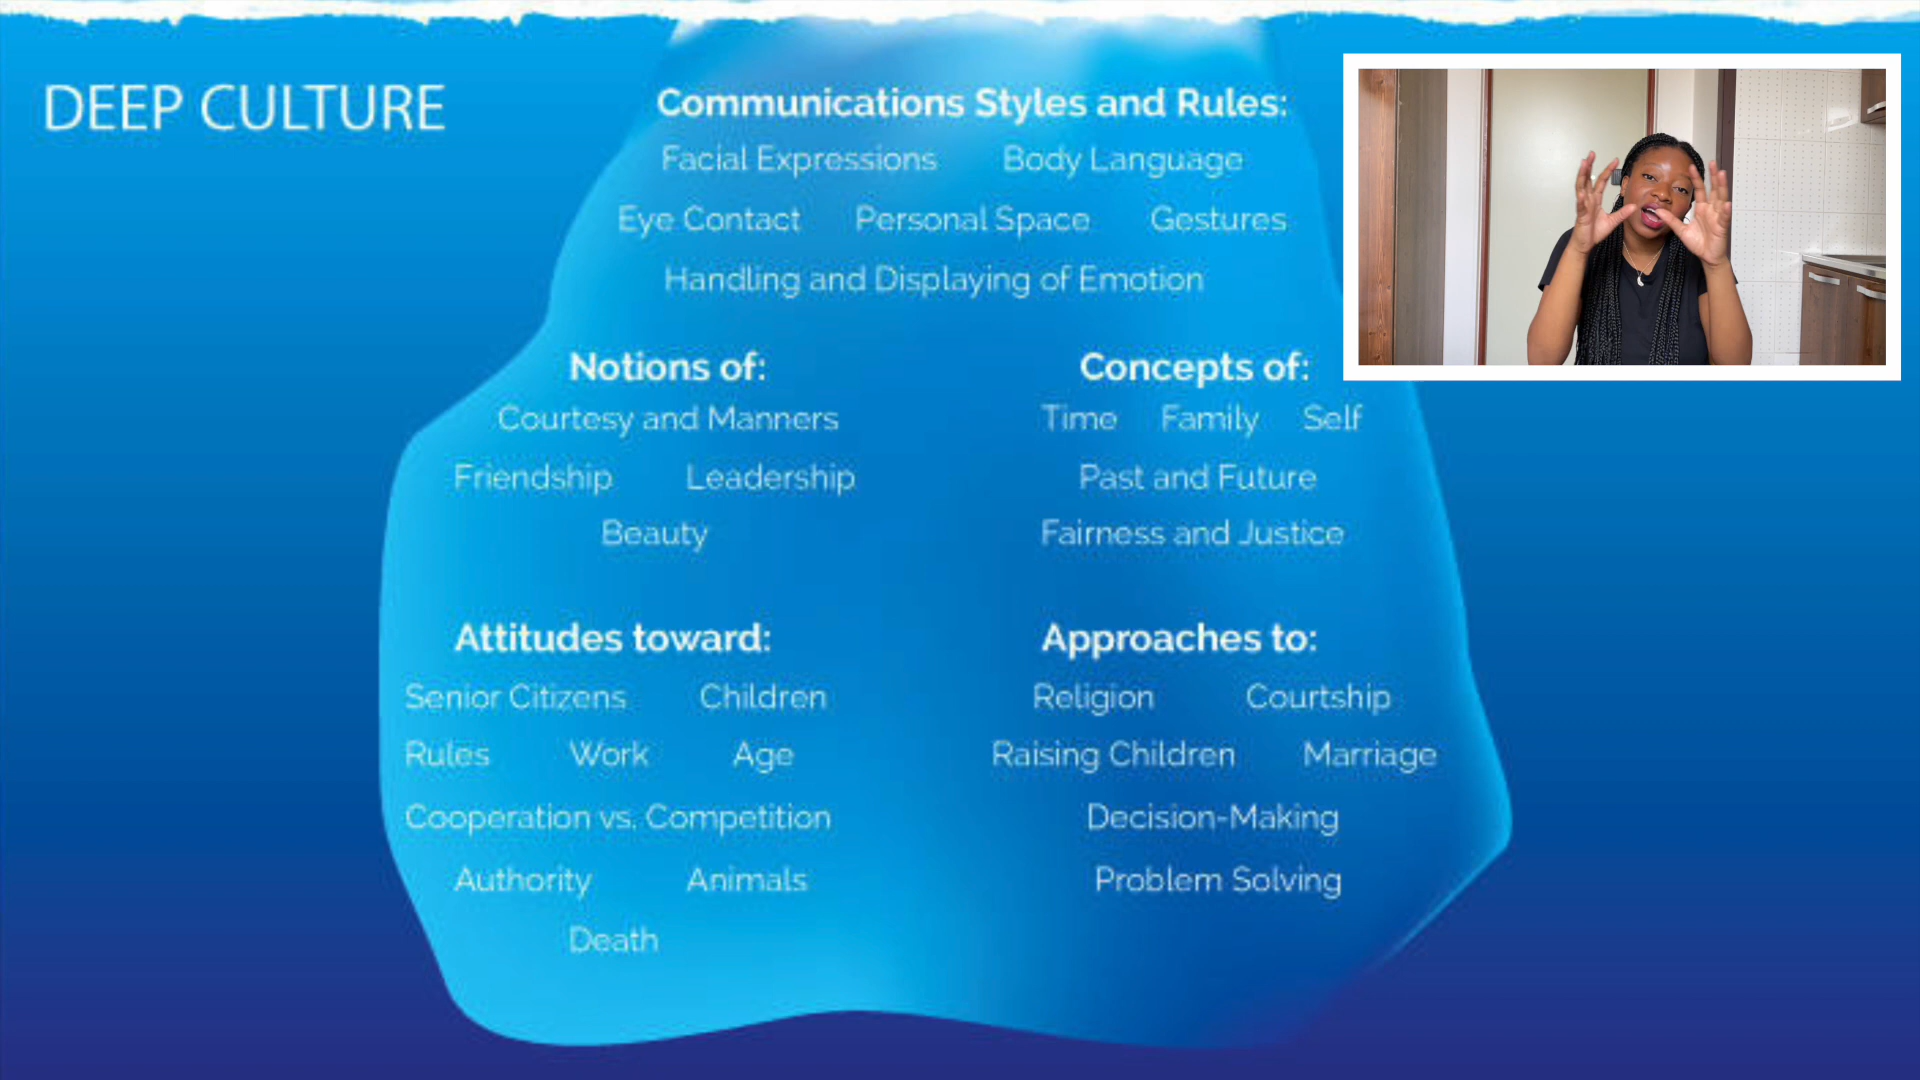 DEEP CULTURE
Communications Styles and Rules:
Facial Expressions Body Language
Eye Contact Personal Space Gestures
Handling and Displaying of Emotion
Notions of:
Courtesy and Manners
Friendship Leadership
Beauty
Concepts of:
Time Family Self
Past and Future
Fairness and Justice
Attitudes toward:
Senior Citizens Children
Rules Work Age
Cooperation vs. Competition
Authority Animals
Death
Approaches to:
Religion Courtship
Raising Children Marriage
Decision-Making
Problem Solving